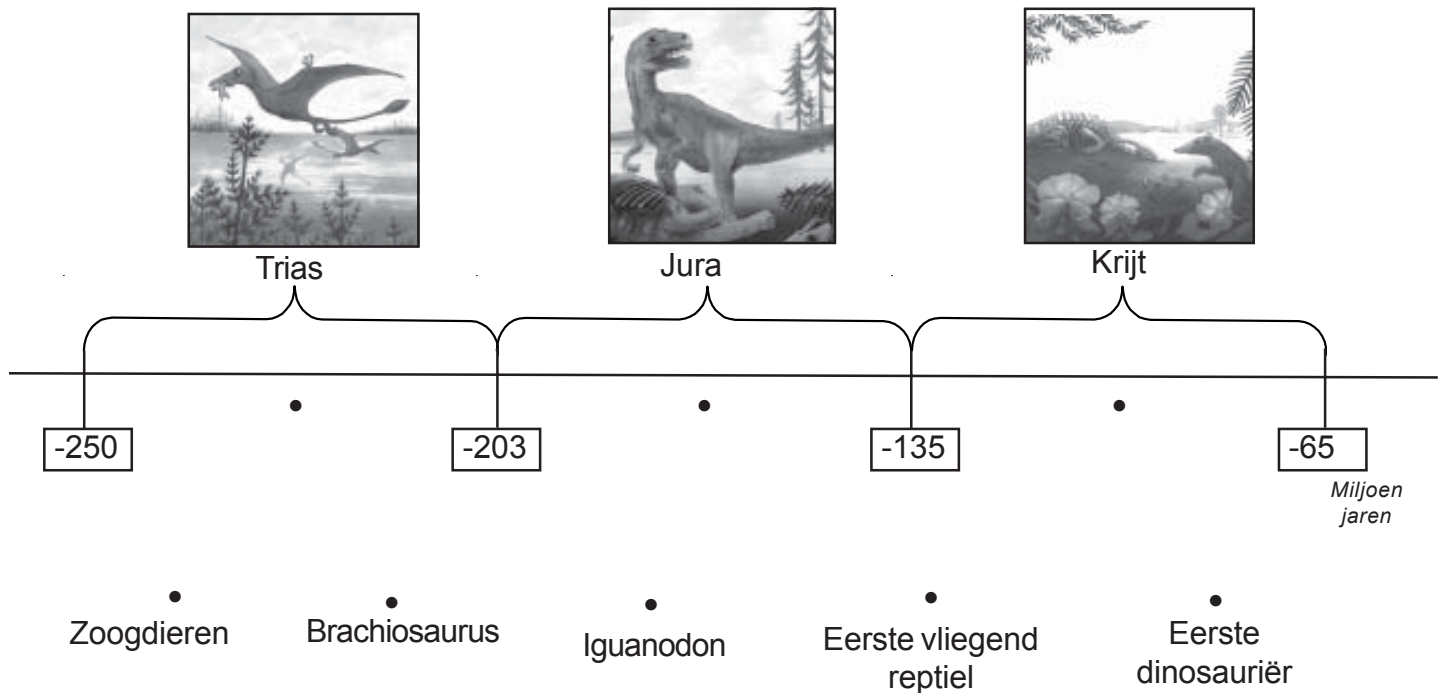 Trias
Jura
Krijt
-250
-203
-135
-65
Miljoen
jaren
Zoogdieren
Brachiosaurus
Iguanodon
Eerste vliegend
reptiel
Eerste
dinosauriër